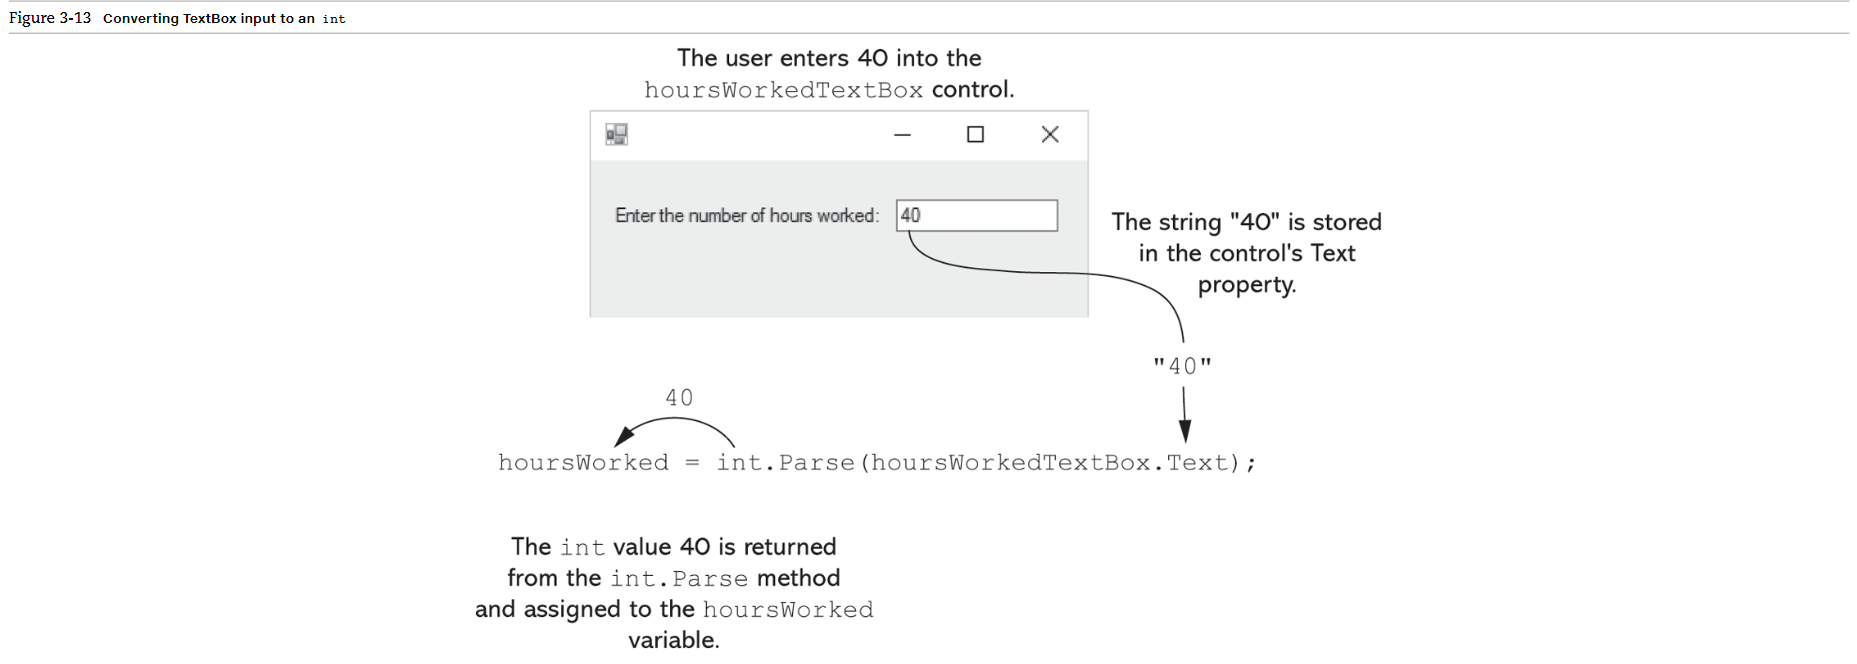 Figure 3-13 Converting TextBox input to an int
The user enters 40 into the
hoursWorkedTextBox control.
Enter the number of hours worked:
40
The string "40" is stored
in the control's Text
property.
"40"
40
hoursWorked = int.Parse(hoursWorkedTextBox.Text);
The int value 40 is returned
from the int.Parse method
and assigned to the hoursWorked
variable.